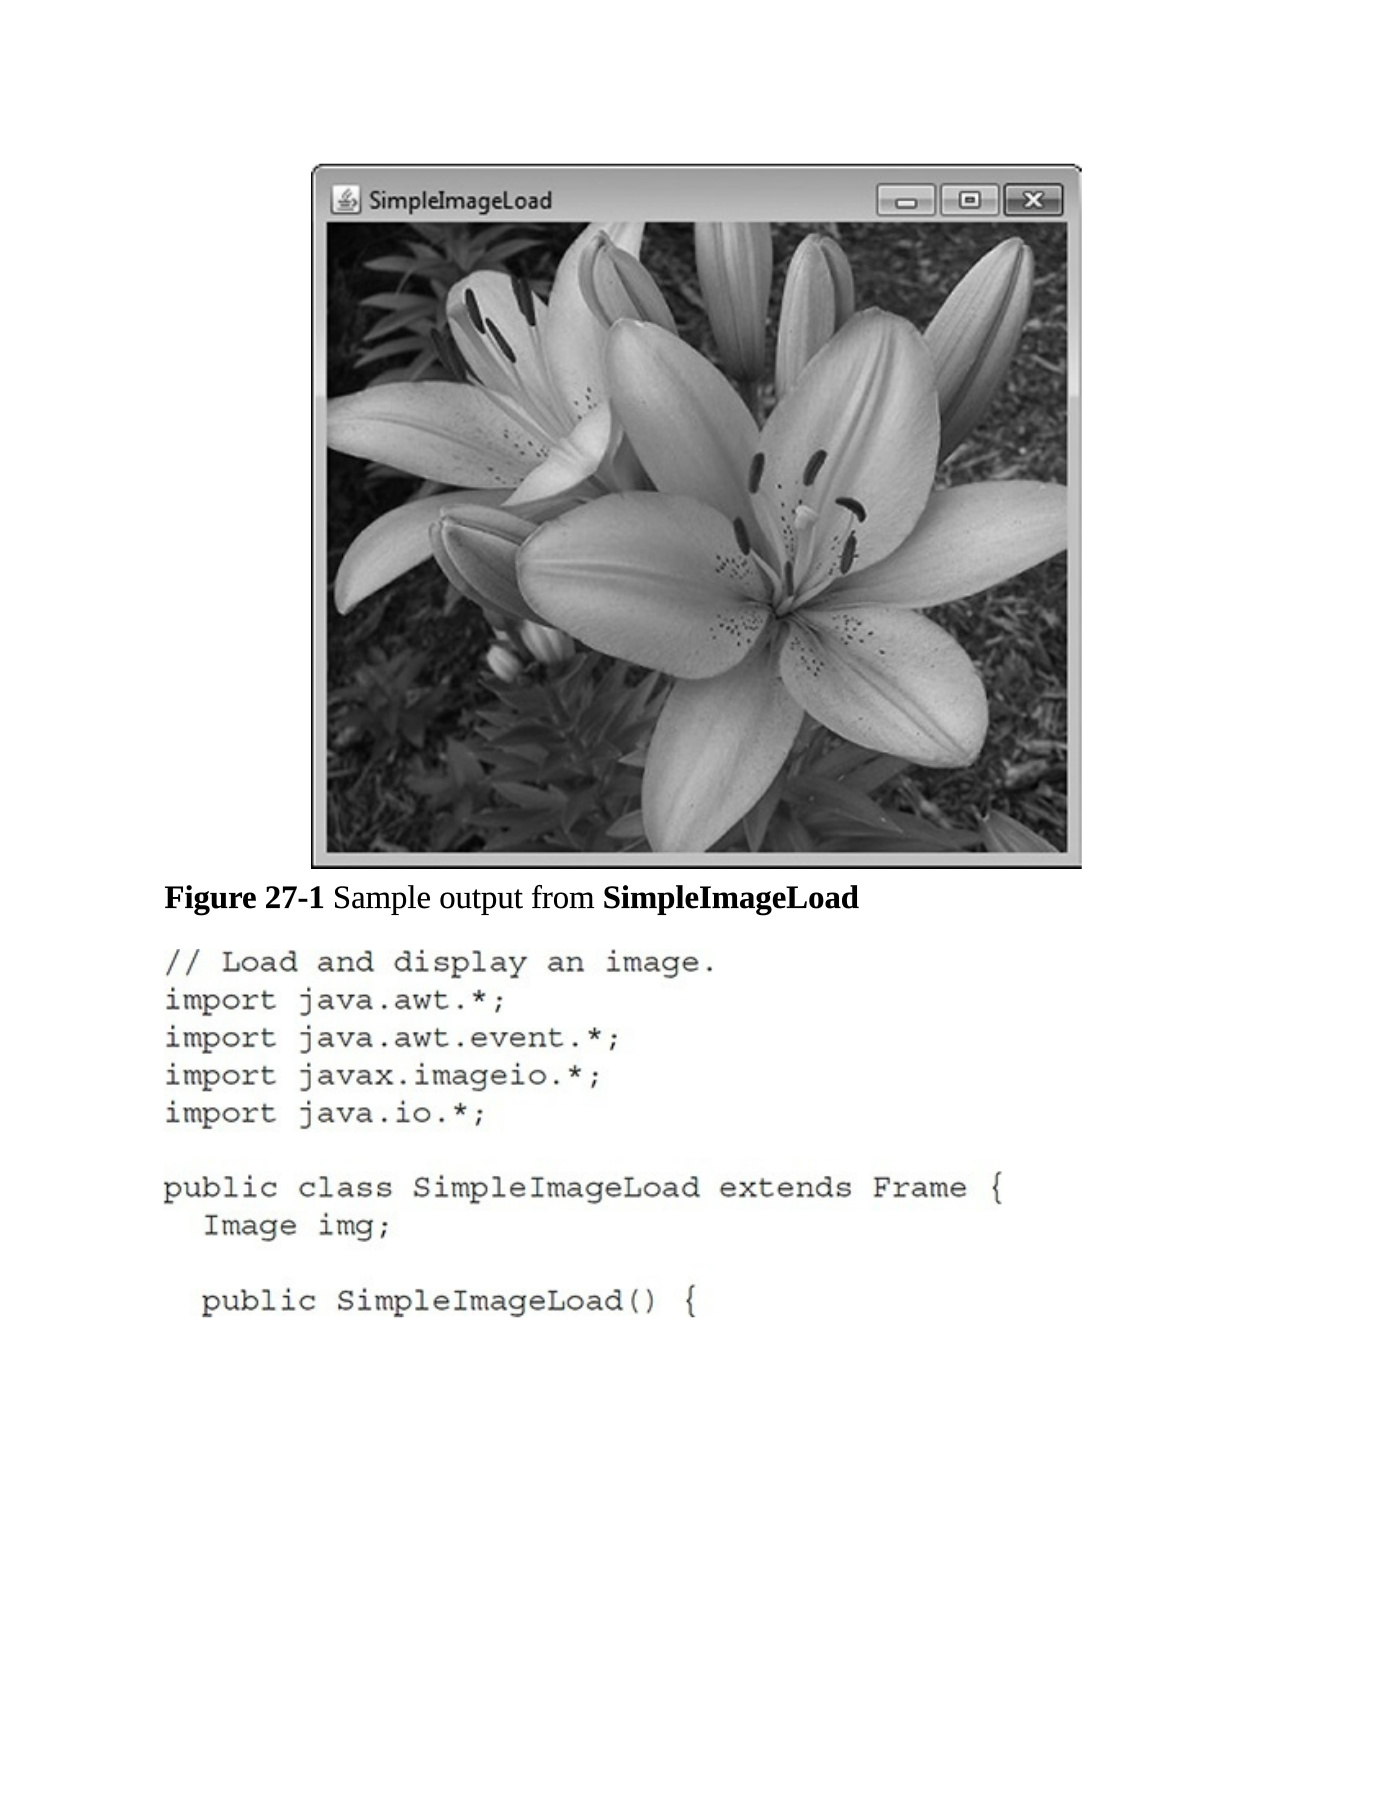 SimpleImageLoad
Figure 27-1 Sample output from SimpleImageLoad
// Load and display an image.
import java.awt.*;
import java.awt.event.*;
import javax.imageio.*;
import java.io.*;
public class SimpleImageLoad extends Frame {
  Image img;
  public SimpleImageLoad() {